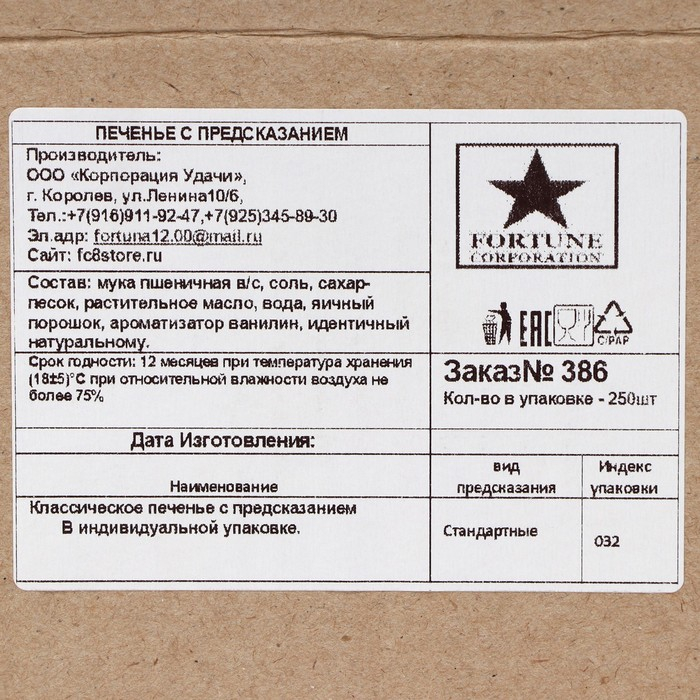 ПЕЧЕНЬЕ С ПРЕДСКАЗАНИЕМ
Производитель:
ООО «Корпорация Удачи»,
г. Королев, ул.Ленина10/6,
Тел.:+7(916)911-92-47,+7(925)345-89-30
Эл.адр: fortuna12.00@mail.ru
Сайт: fc8store.ru
Состав: мука пшеничная в/с, соль, сахар-
песок, растительное масло, вода, яичный
порошок, ароматизатор ванилин, идентичный
натуральному.
Срок годности: 12 месяцев при температура хранения
(18±5)°С при относительной влажности воздуха не
более 75%
FORTUNE
CORPORATION
EAC
C/PAP
Заказ№ 386
Кол-во в упаковке - 250шт
Дата Изготовления:
Наименование
вид
предсказания
Индекс
упаковки
Классическое печенье с предсказанием
В индивидуальной упаковке.
Стандартные
032